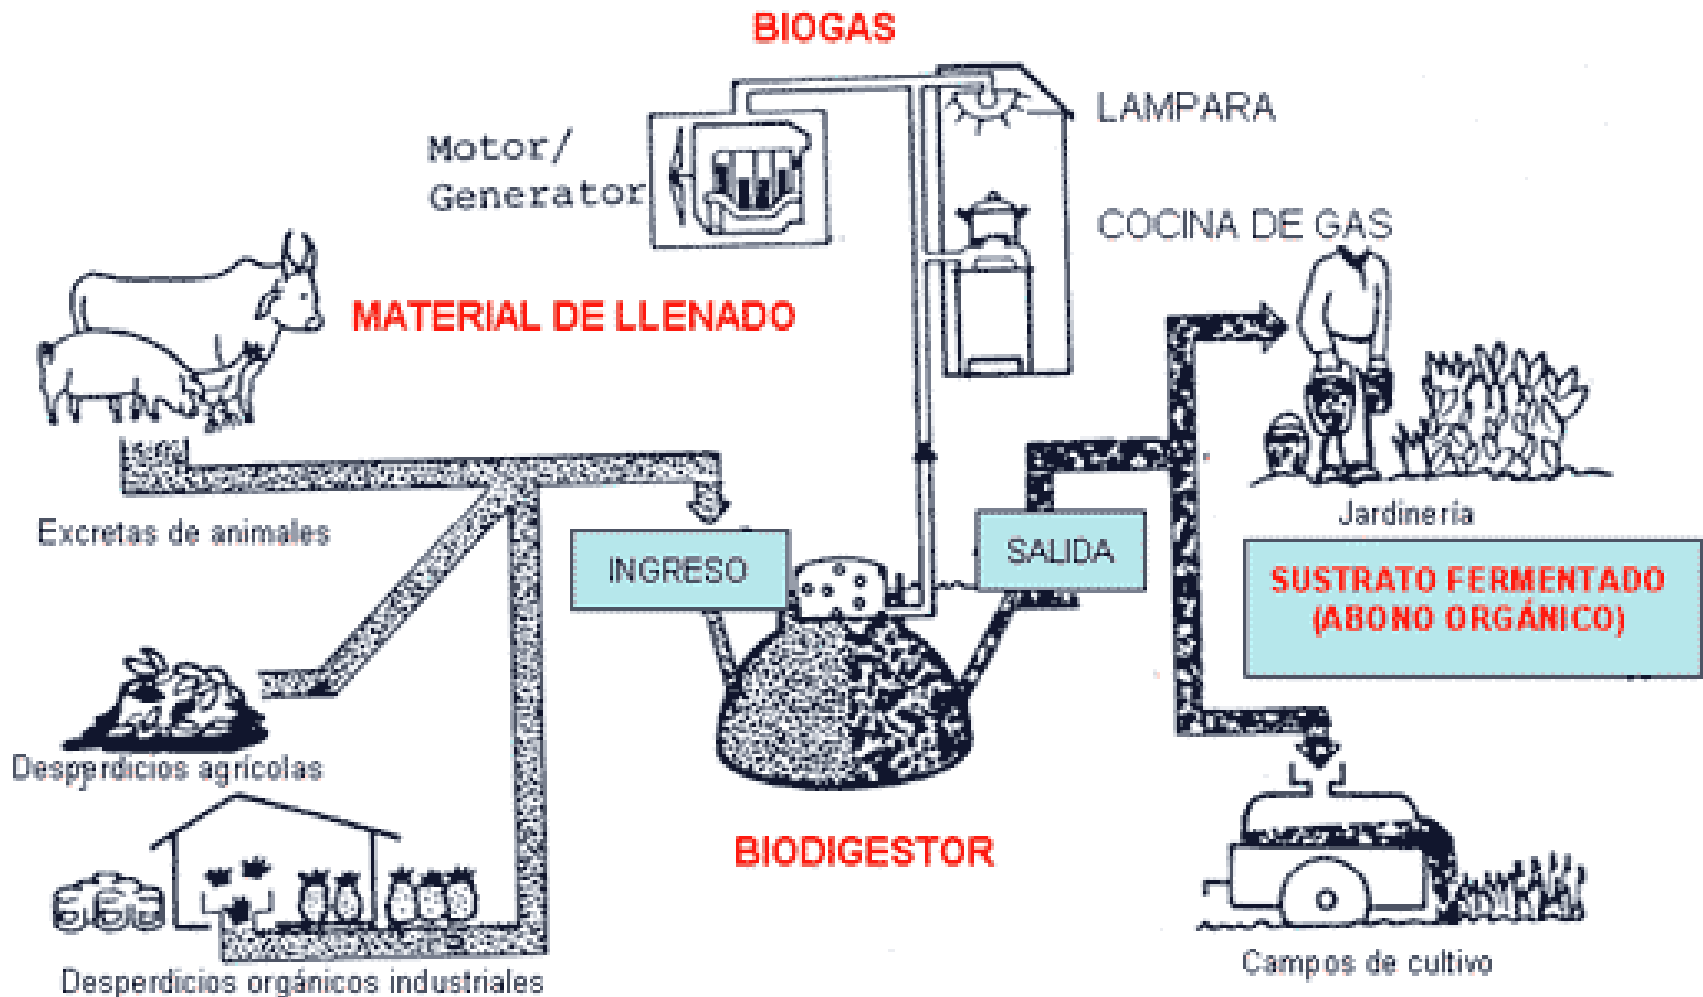 BIOGAS
LAMPARA
Motor/
Generator
COCINA DE GAS
MATERIAL DE LLENADO
Excretas de animales
INGRESO
SALIDA
Jardinería
SUSTRATO FERMENTADO
(ABONO ORGÁNICO)
Desperdicios agrícolas
BIODIGESTOR
Desperdicios orgánicos industriales
Campos de cultivo